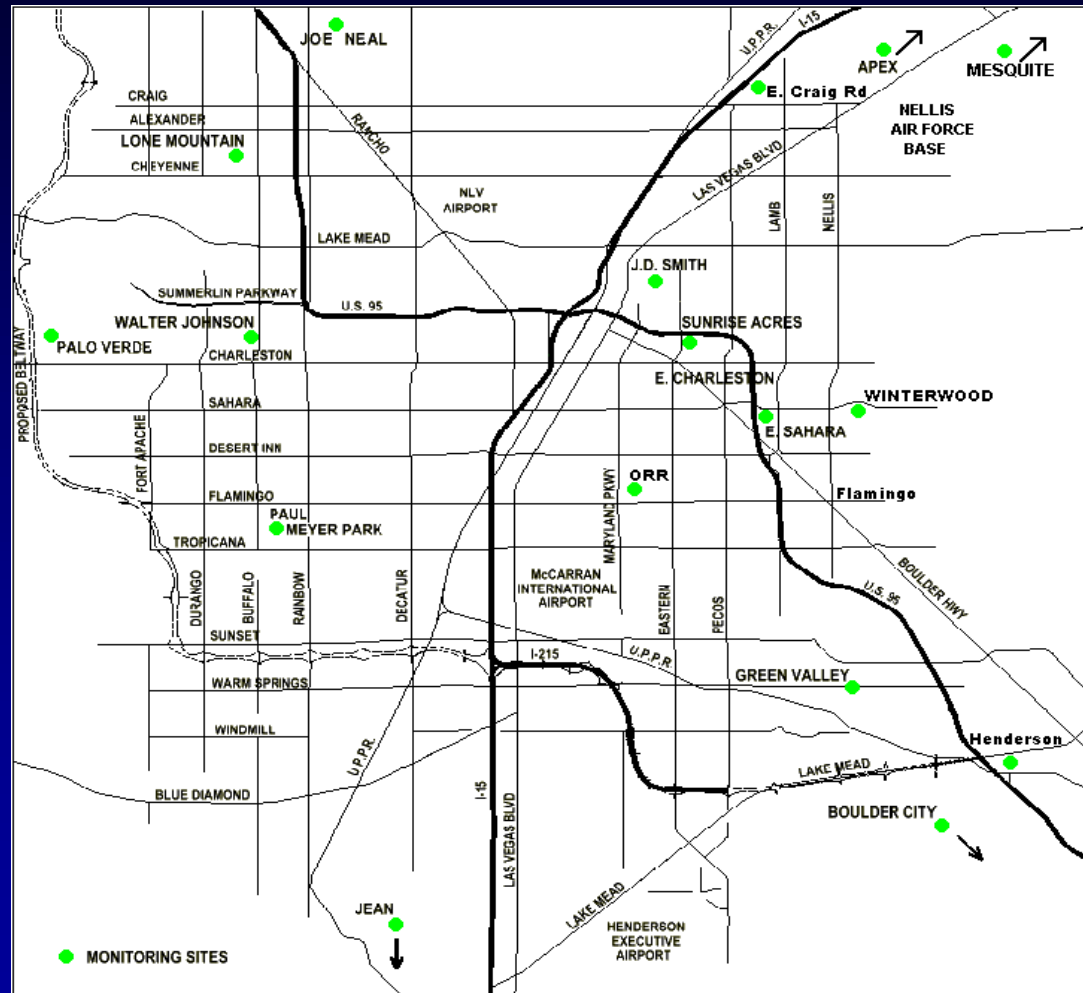 JOE NEAL
U.P.P.R.
I-15
APEX
MESQUITE
CRAIG
E. Craig Rd
ALEXANDER
RANCHO
NELLIS
AIR FORCE
BASE
LONE MOUNTAIN
CHEYENNE
LAS VEGAS BLVD
NLV
AIRPORT
LAMB
NELLIS
LAKE MEAD
J.D. SMITH
SUMMERLIN PARKWAY
U.S. 95
WALTER JOHNSON
SUNRISE ACRES
PALO VERDE
CHARLESTON
PROPOSED BELTWAY
E. CHARLESTON
SAHARA
WINTERWOOD
E. SAHARA
FORT APACHE
DESERT INN
ORR
FLAMINGO
MARYLAND PKWY
Flamingo
PAUL
MEYER PARK
TROPICANA
BOULDER HWY
DURANGO
BUFFALO
RAINBOW
DECATUR
McCARRAN
INTERNATIONAL
AIRPORT
EASTERN
PECOS
U.S. 95
SUNSET
I-215
U.P.P.R.
WARM SPRINGS
GREEN VALLEY
WINDMILL
U.P.P.R.
Henderson
LAKE MEAD
BLUE DIAMOND
I-15
LAS VEGAS BLVD
BOULDER CITY
LAKE MEAD
JEAN
HENDERSON
EXECUTIVE
AIRPORT
MONITORING SITES